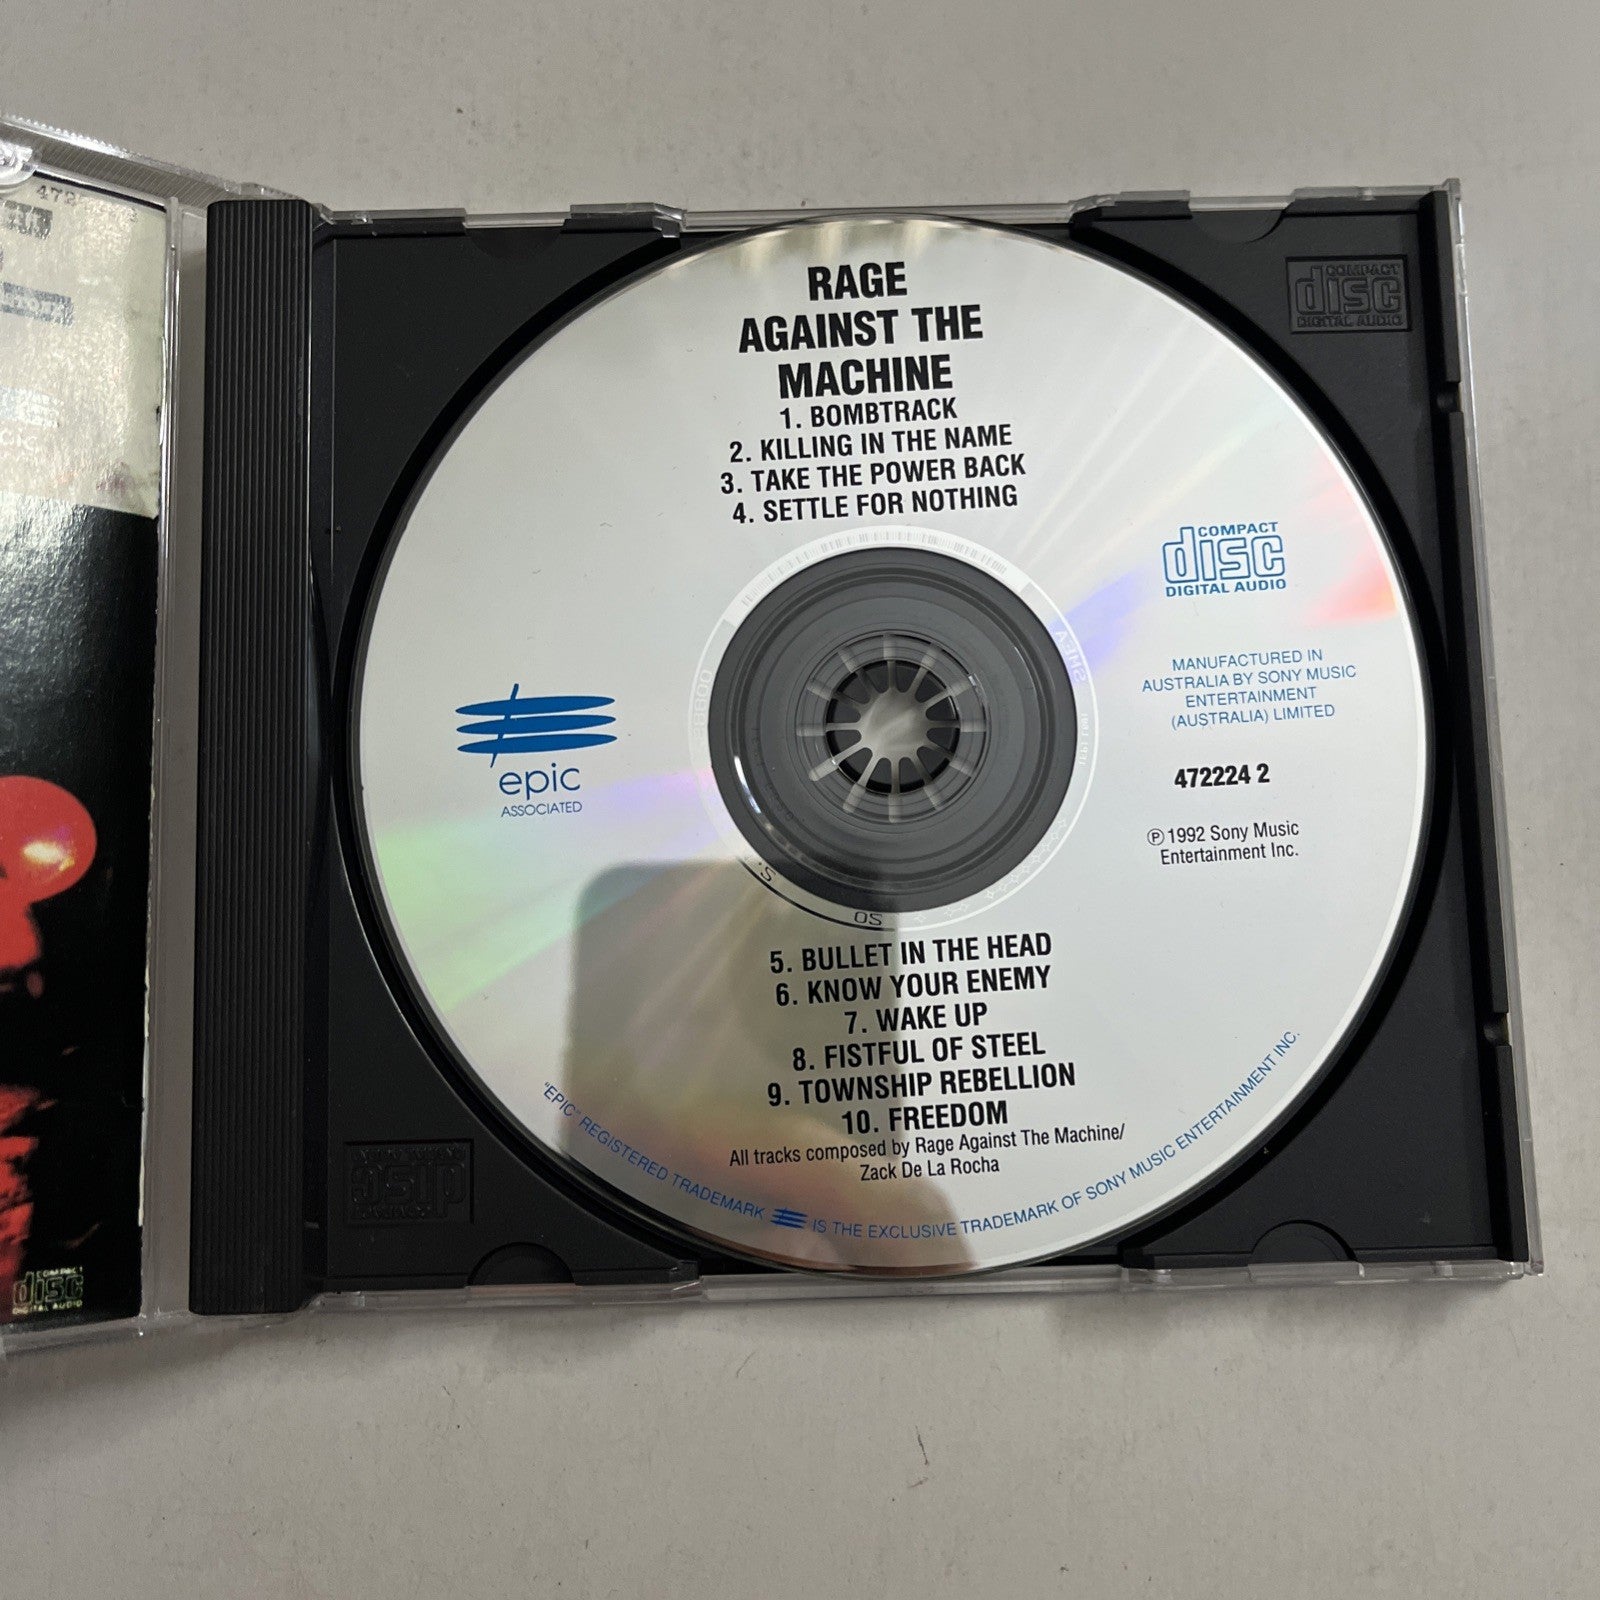 RAGE
AGAINST THE
MACHINE
1. BOMBTRACK
2. KILLING IN THE NAME
3. TAKE THE POWER BACK
4. SETTLE FOR NOTHING
COMPACT
disc
DIGITAL AUDIO
MANUFACTURED IN
AUSTRALIA BY SONY MUSIC
ENTERTAINMENT
(AUSTRALIA) LIMITED
472224 2
℗ 1992 Sony Music
Entertainment Inc.
epic
ASSOCIATED
5. BULLET IN THE HEAD
6. KNOW YOUR ENEMY
7. WAKE UP
8. FISTFUL OF STEEL
9. TOWNSHIP REBELLION
10. FREEDOM
All tracks composed by Rage Against The Machine/
Zack De La Rocha
"EPIC" REGISTERED TRADEMARK IS THE EXCLUSIVE TRADEMARK OF SONY MUSIC ENTERTAINMENT INC.
COMPACT
disc
DIGITAL AUDIO
COMPACT
disc
DIGITAL AUDIO